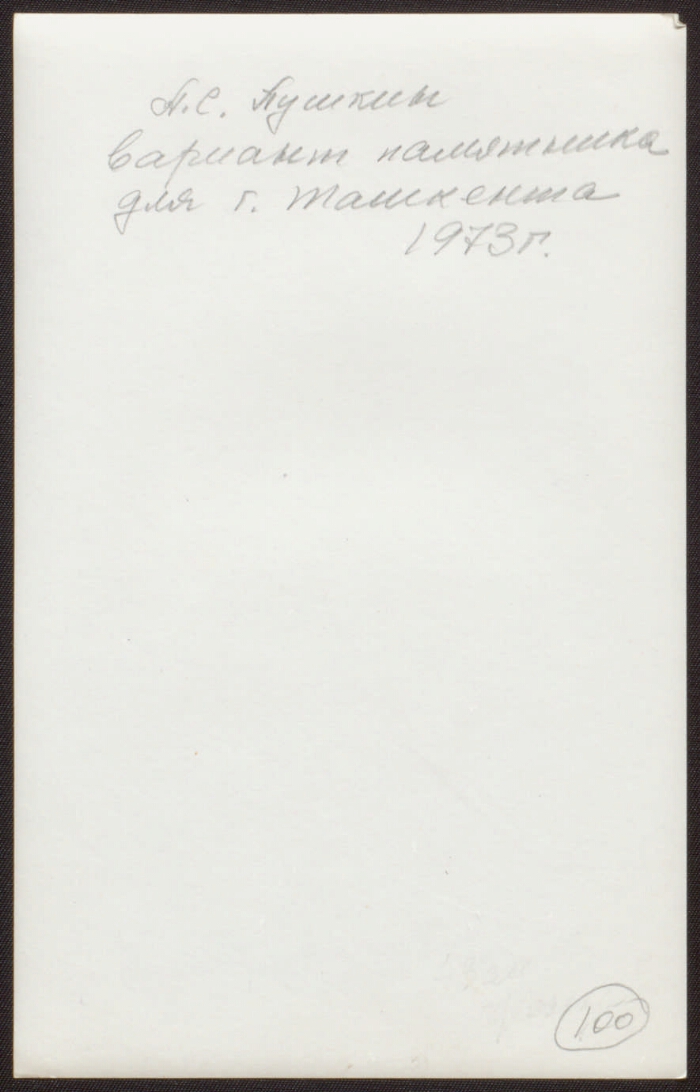 А.С. Пушкин
вариант памятника
для г. Ташкента
1973г.
100